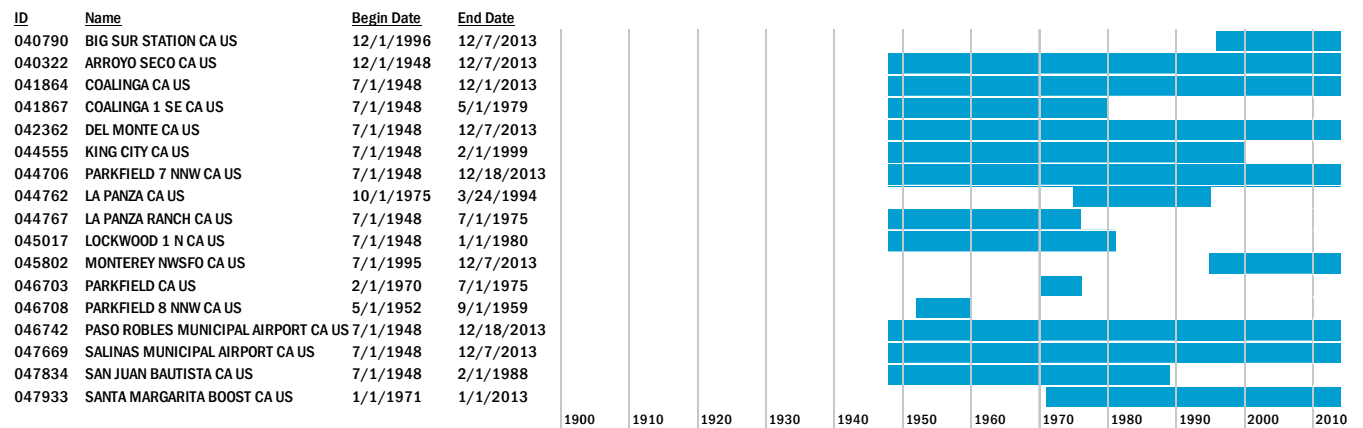 ID Name Begin Date End Date
040790 BIG SUR STATION CA US 12/1/1996 12/7/2013
040322 ARROYO SECO CA US 12/1/1948 12/7/2013
041864 COALINGA CA US 7/1/1948 12/1/2013
041867 COALINGA 1 SE CA US 7/1/1948 5/1/1979
042362 DEL MONTE CA US 7/1/1948 12/7/2013
044555 KING CITY CA US 7/1/1948 2/1/1999
044706 PARKFIELD 7 NNW CA US 7/1/1948 12/18/2013
044762 LA PANZA CA US 10/1/1975 3/24/1994
044767 LA PANZA RANCH CA US 7/1/1948 7/1/1975
045017 LOCKWOOD 1 N CA US 7/1/1948 1/1/1980
045802 MONTEREY NWSFO CA US 7/1/1995 12/7/2013
046703 PARKFIELD CA US 2/1/1970 7/1/1975
046708 PARKFIELD 8 NNW CA US 5/1/1952 9/1/1959
046742 PASO ROBLES MUNICIPAL AIRPORT CA US 7/1/1948 12/18/2013
047669 SALINAS MUNICIPAL AIRPORT CA US 7/1/1948 12/7/2013
047834 SAN JUAN BAUTISTA CA US 7/1/1948 2/1/1988
047933 SANTA MARGARITA BOOST CA US 1/1/1971 1/1/2013
1900 1910 1920 1930 1940 1950 1960 1970 1980 1990 2000 2010